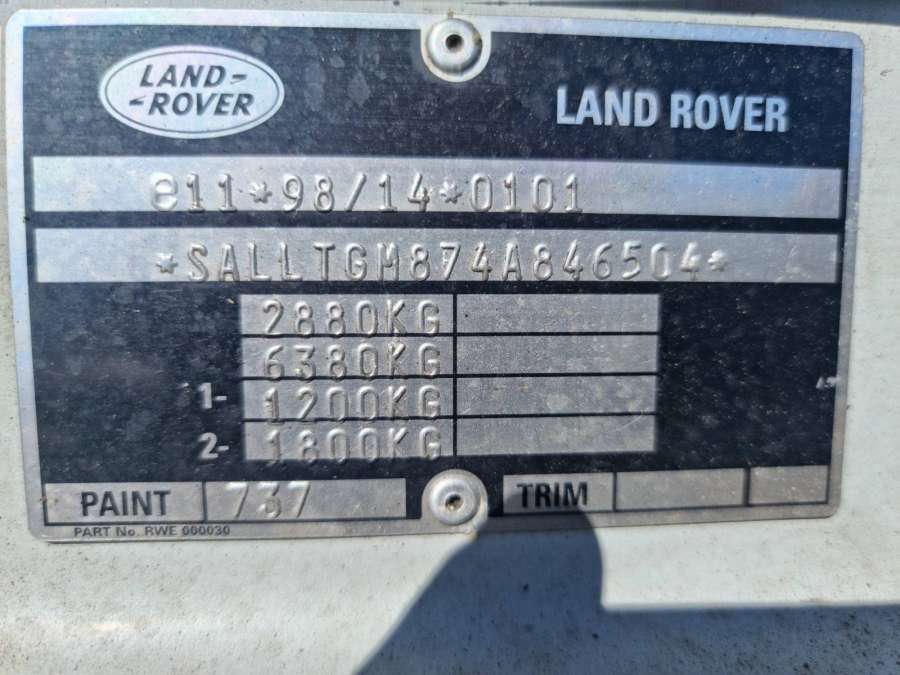 LAND-
-ROVER
LAND ROVER
e11*98/14*0101
*SALLTGM874A846504*
2880KG
6380KG
1- 1200KG
2- 1800KG
PAINT 737 TRIM
PART No. RWE 000030